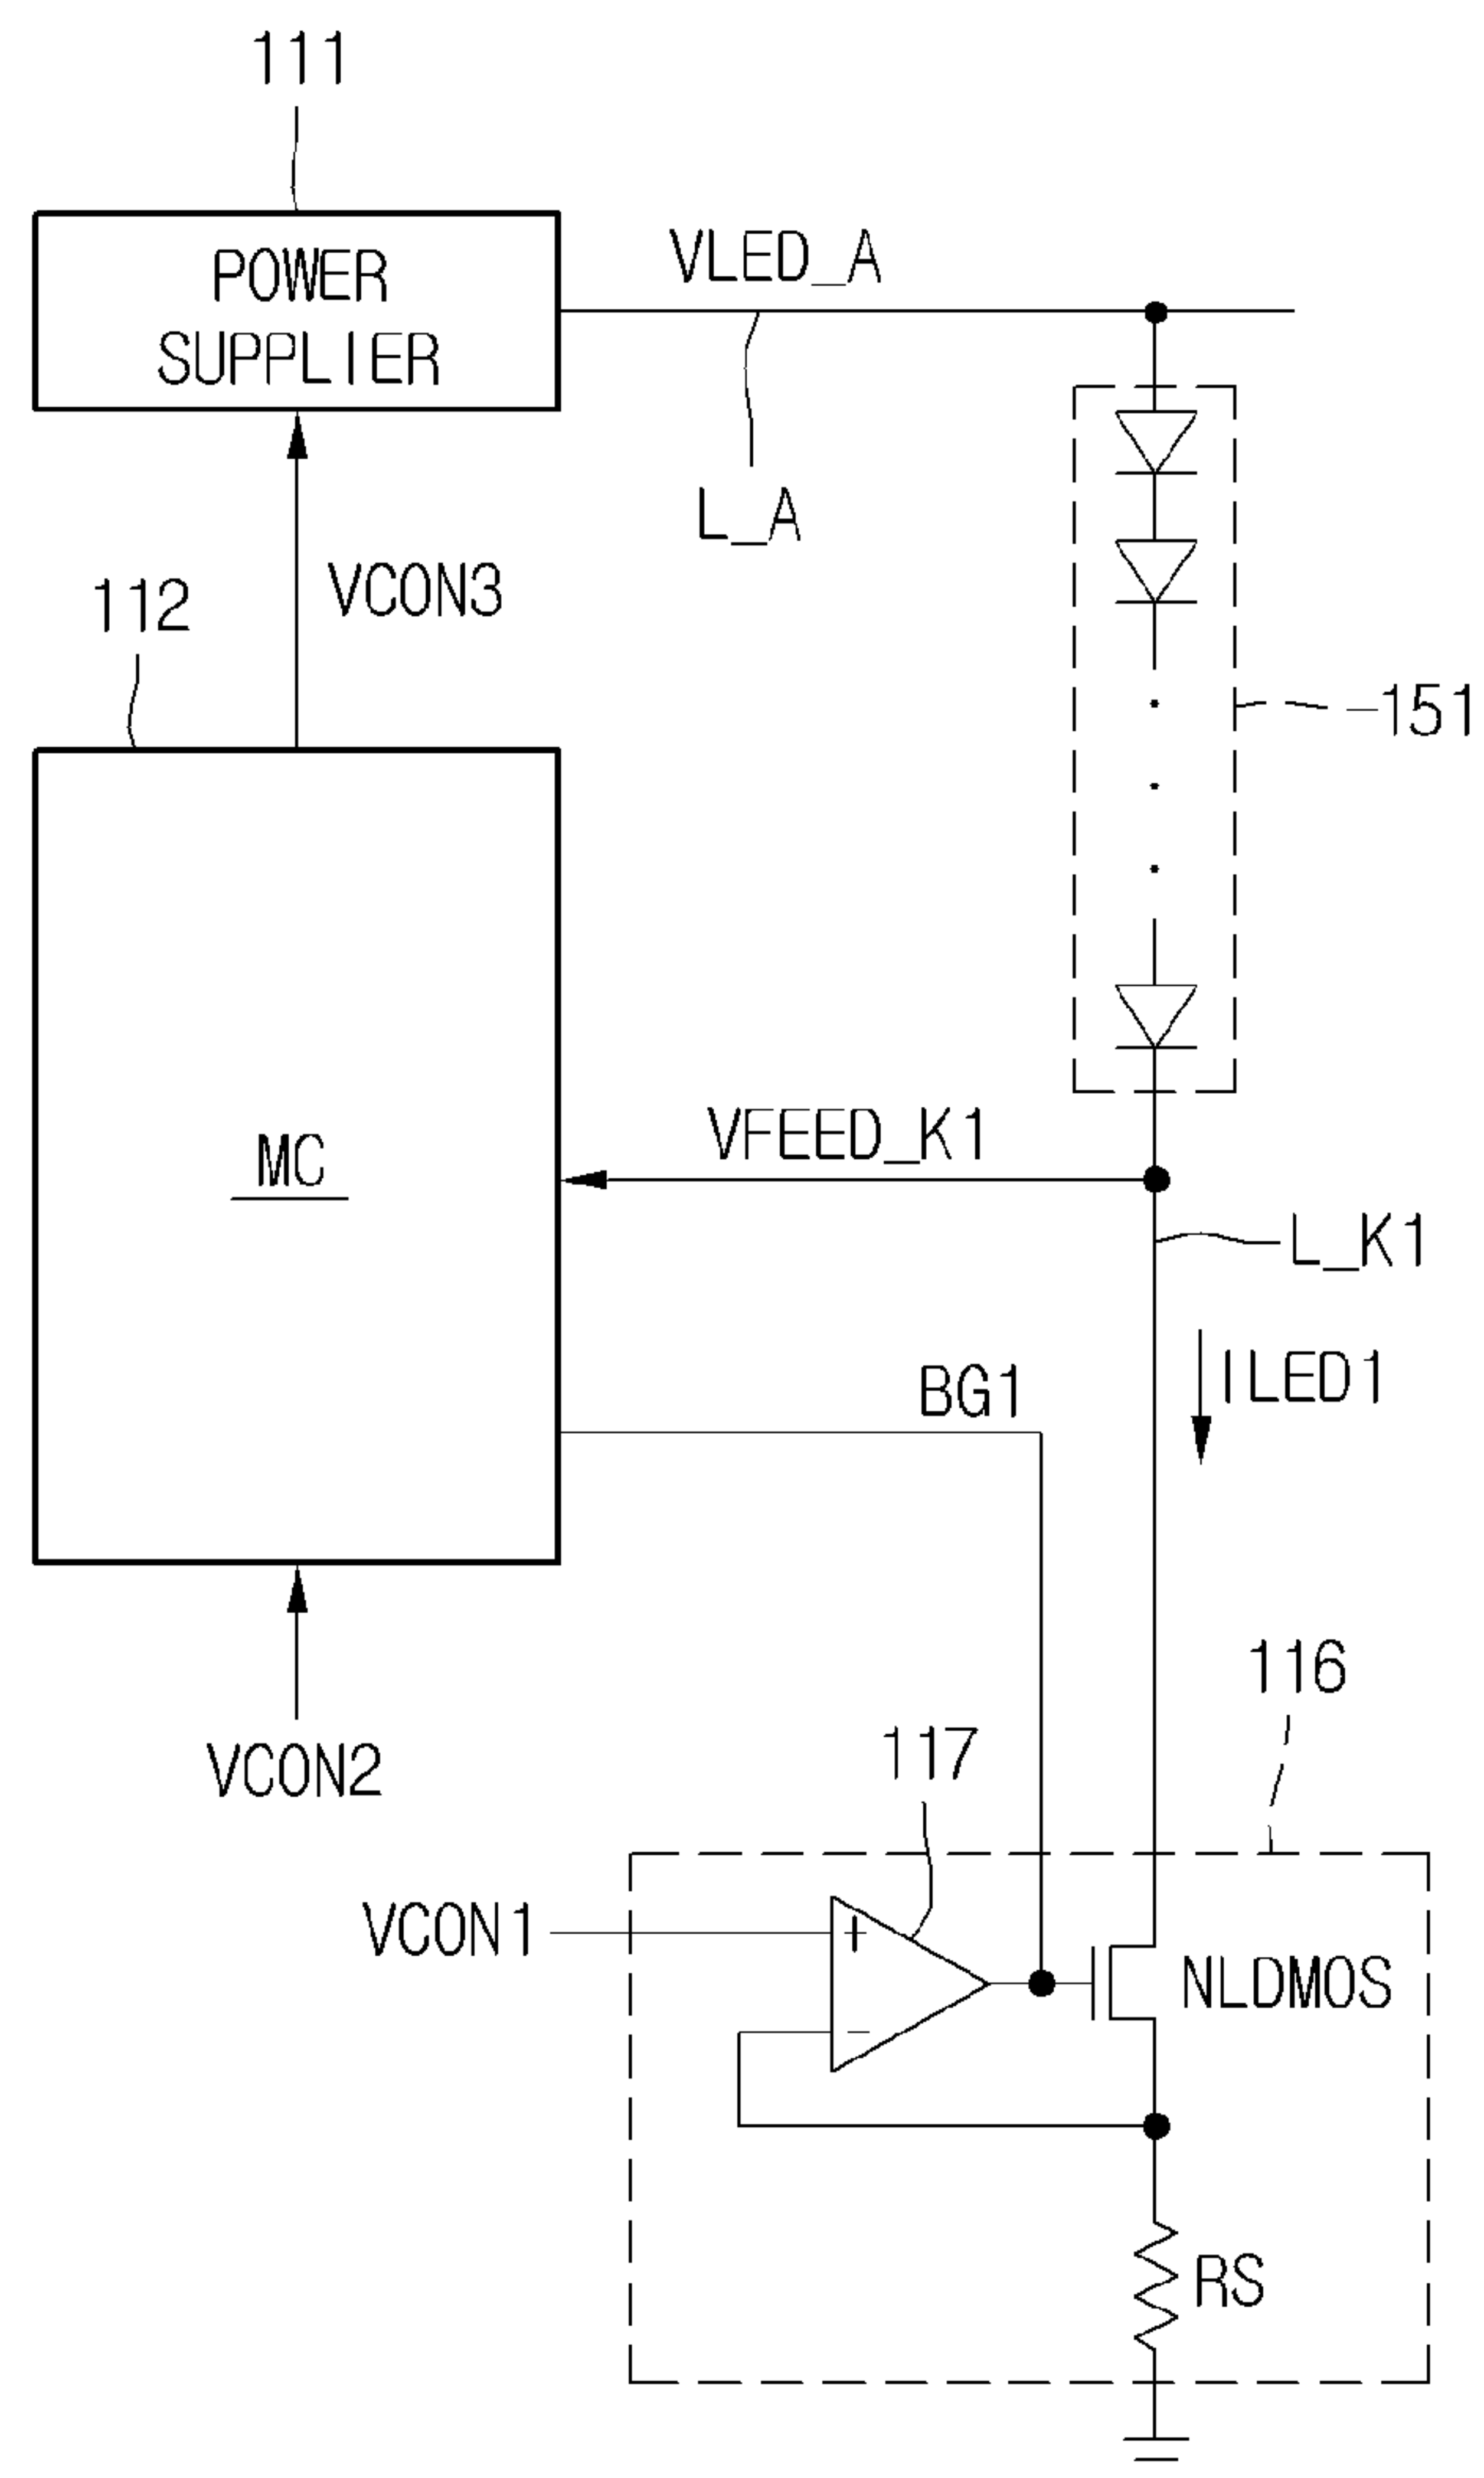 111
POWER
SUPPLIER
VLED_A
L_A
VCON3
112
151
MC
VFEED_K1
L_K1
ILED1
BG1
VCON2
116
117
VCON1
+
−
NLDMOS
RS